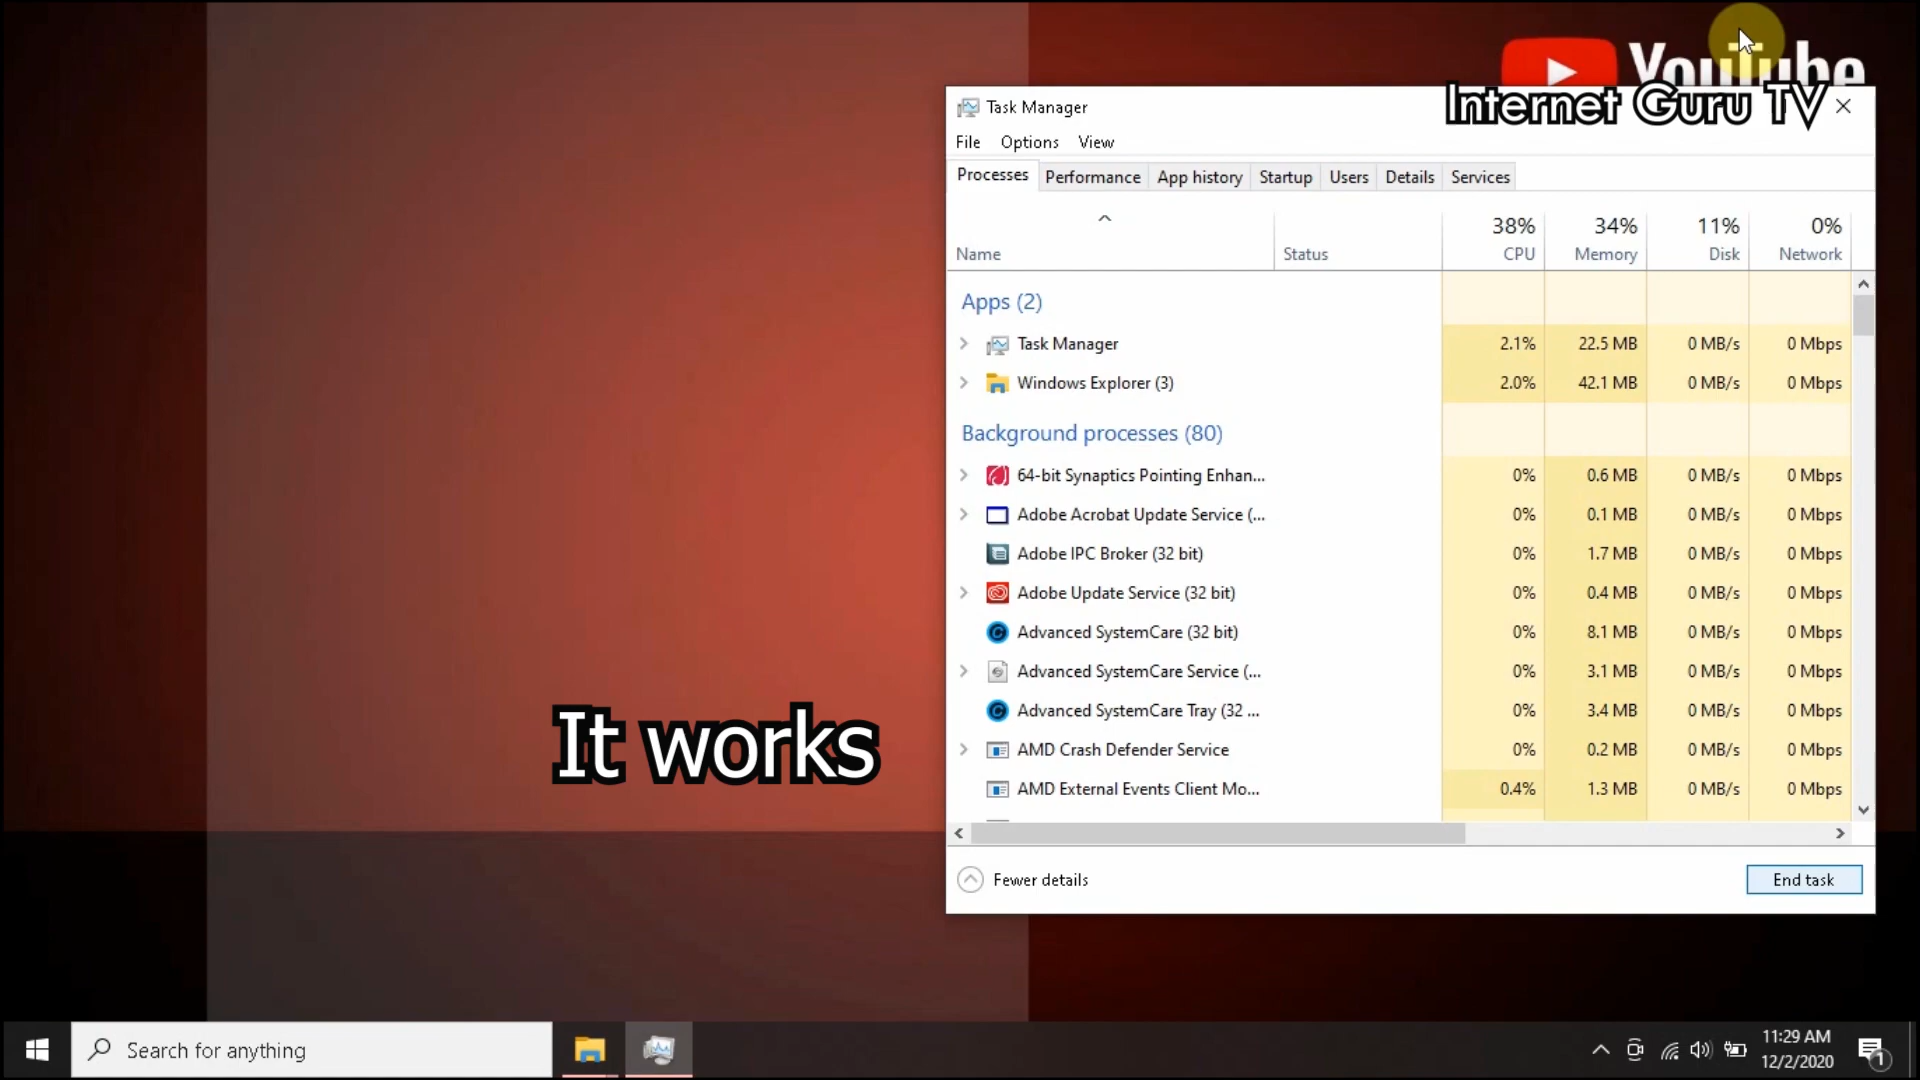 YouTube
Internet Guru TV
Task Manager
File Options View
Processes Performance App history Startup Users Details Services
38% 34% 11% 0%
Name Status CPU Memory Disk Network
Apps (2)
Task Manager 2.1% 22.5 MB 0 MB/s 0 Mbps
Windows Explorer (3) 2.0% 42.1 MB 0 MB/s 0 Mbps
Background processes (80)
64-bit Synaptics Pointing Enhan... 0% 0.6 MB 0 MB/s 0 Mbps
Adobe Acrobat Update Service (... 0% 0.1 MB 0 MB/s 0 Mbps
Adobe IPC Broker (32 bit) 0% 1.7 MB 0 MB/s 0 Mbps
Adobe Update Service (32 bit) 0% 0.4 MB 0 MB/s 0 Mbps
Advanced SystemCare (32 bit) 0% 8.1 MB 0 MB/s 0 Mbps
Advanced SystemCare Service (... 0% 3.1 MB 0 MB/s 0 Mbps
Advanced SystemCare Tray (32 ... 0% 3.4 MB 0 MB/s 0 Mbps
AMD Crash Defender Service 0% 0.2 MB 0 MB/s 0 Mbps
AMD External Events Client Mo... 0.4% 1.3 MB 0 MB/s 0 Mbps
It works
Fewer details End task
Search for anything
11:29 AM
12/2/2020
1